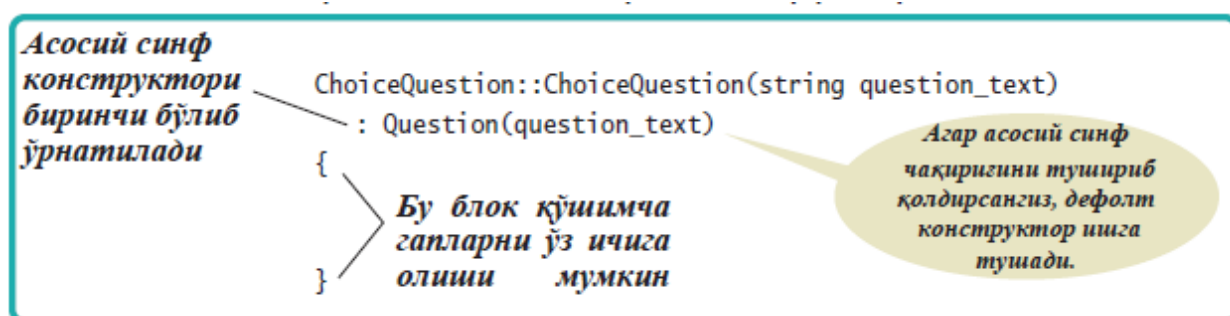 Асосий синф
конструктори
биринчи бўлиб
ўрнатилади
ChoiceQuestion::ChoiceQuestion(string question_text)
: Question(question_text)
{
}
Бу блок қўшимча
гапларни ўз ичига
олиши мумкин
Агар асосий синф
чақириғини тушириб
қолдирсангиз, дефолт
конструктор ишга
тушади.